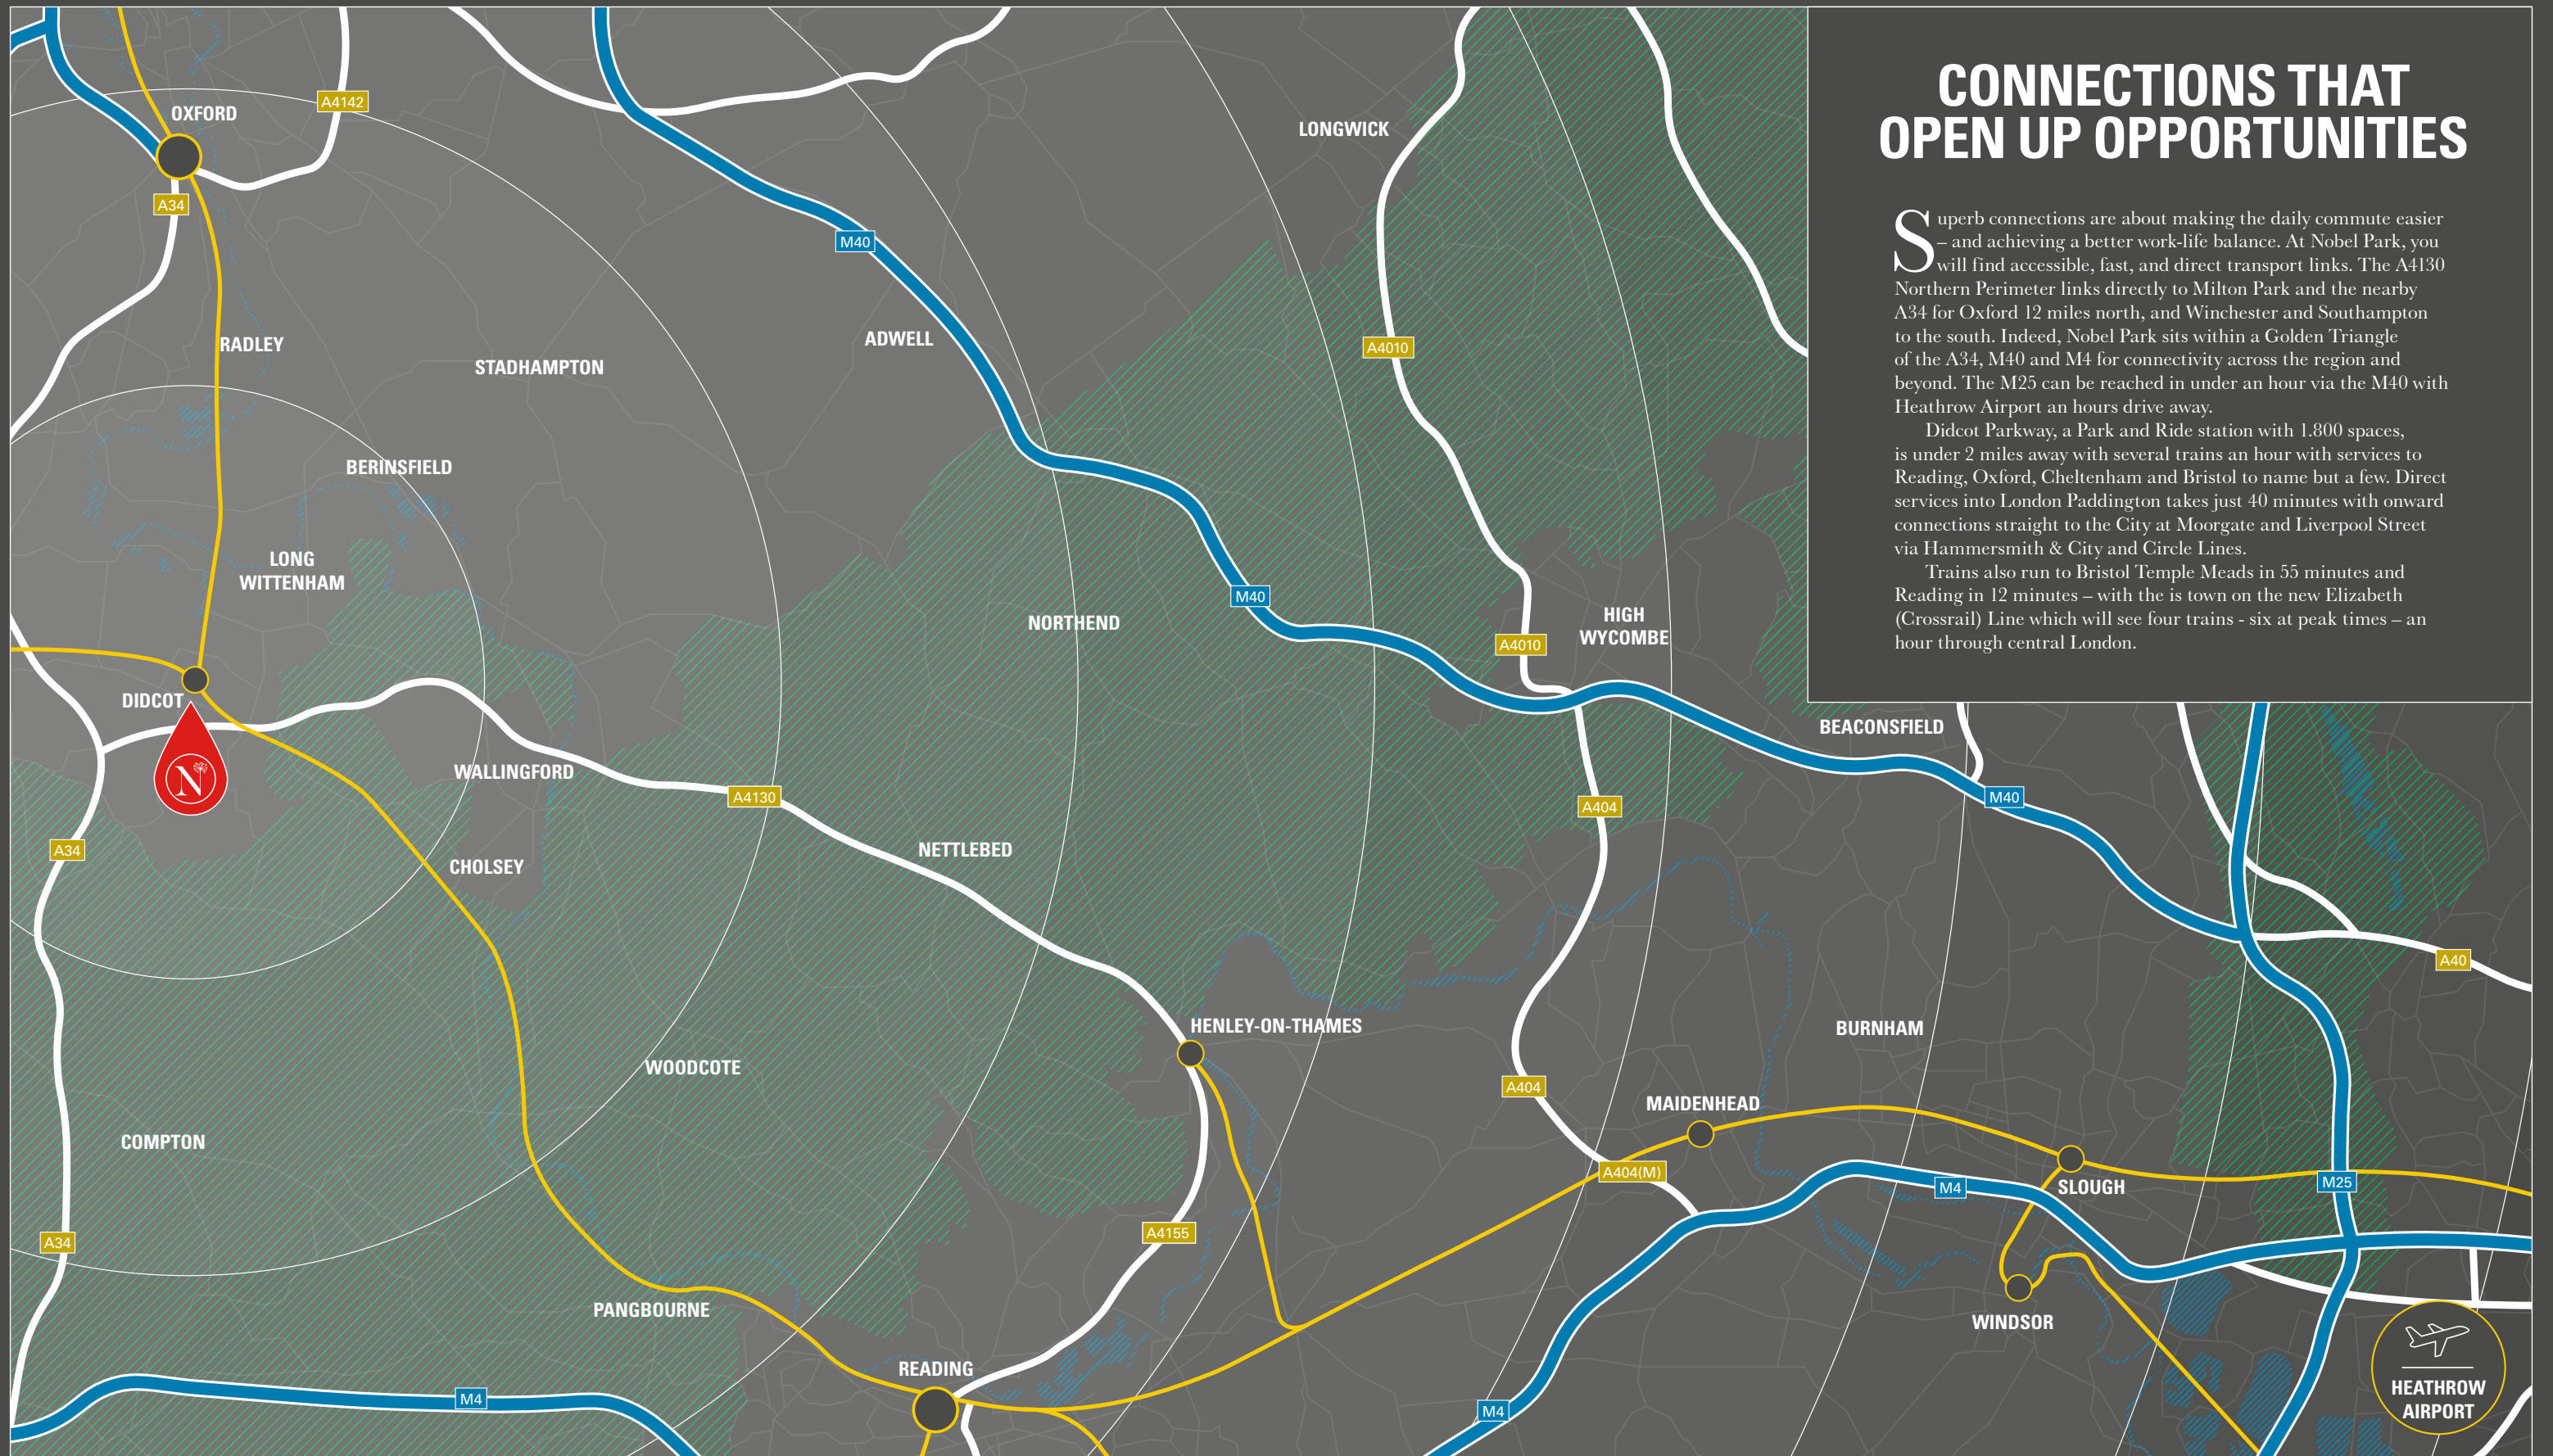 CONNECTIONS THAT
OPEN UP OPPORTUNITIES
Superb connections are about making the daily commute easier
– and achieving a better work-life balance. At Nobel Park, you
will find accessible, fast, and direct transport links. The A4130
Northern Perimeter links directly to Milton Park and the nearby
A34 for Oxford 12 miles north, and Winchester and Southampton
to the south. Indeed, Nobel Park sits within a Golden Triangle
of the A34, M40 and M4 for connectivity across the region and
beyond. The M25 can be reached in under an hour via the M40 with
Heathrow Airport an hours drive away.
Didcot Parkway, a Park and Ride station with 1.800 spaces,
is under 2 miles away with several trains an hour with services to
Reading, Oxford, Cheltenham and Bristol to name but a few. Direct
services into London Paddington takes just 40 minutes with onward
connections straight to the City at Moorgate and Liverpool Street
via Hammersmith & City and Circle Lines.
Trains also run to Bristol Temple Meads in 55 minutes and
Reading in 12 minutes – with the is town on the new Elizabeth
(Crossrail) Line which will see four trains - six at peak times – an
hour through central London.
A4142
OXFORD
LONGWICK
A34
M40
ADWELL
RADLEY
A4010
STADHAMPTON
BERINSFIELD
LONG
WITTENHAM
M40
NORTHEND
HIGH
WYCOMBE
A4010
DIDCOT
BEACONSFIELD
N
WALLINGFORD
A4130
M40
A404
A34
NETTLEBED
CHOLSEY
A40
HENLEY-ON-THAMES
BURNHAM
WOODCOTE
A404
MAIDENHEAD
COMPTON
A404(M)
M25
SLOUGH
M4
A4155
A34
PANGBOURNE
WINDSOR
READING
HEATHROW
AIRPORT
M4
M4